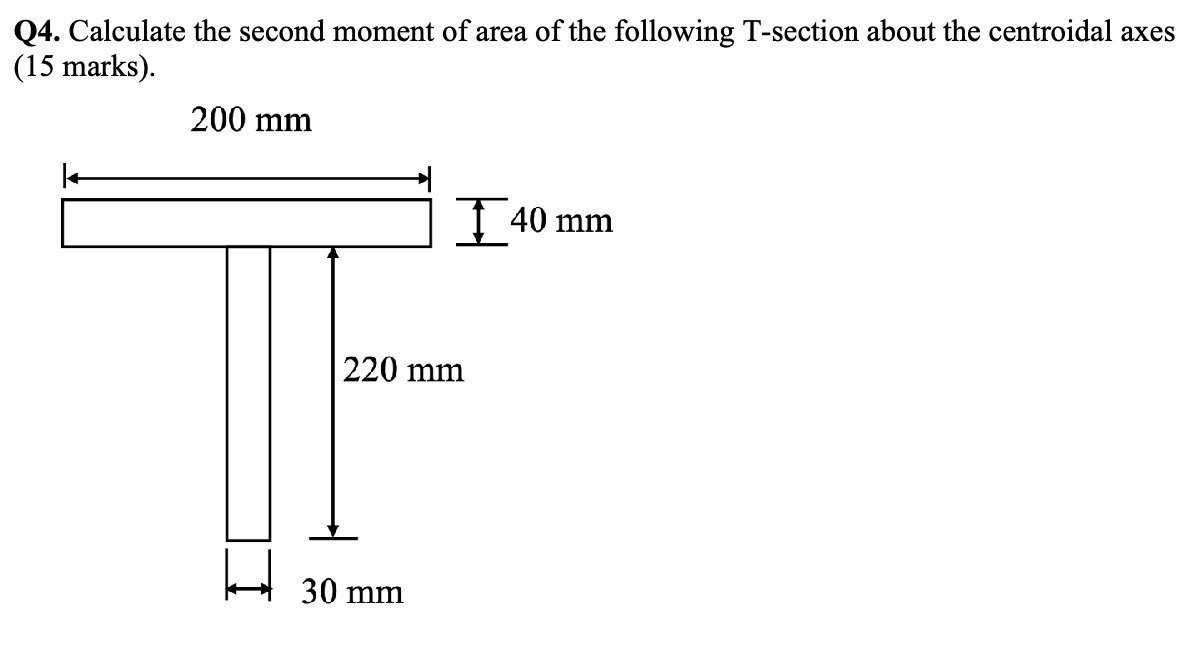 Q4. Calculate the second moment of area of the following T-section about the centroidal axes
(15 marks).
200 mm
40 mm
220 mm
30 mm